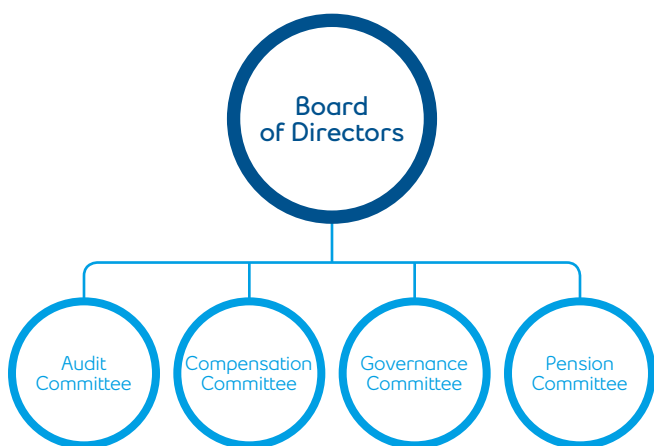 Board
of Directors
Audit
Committee
Compensation
Committee
Governance
Committee
Pension
Committee